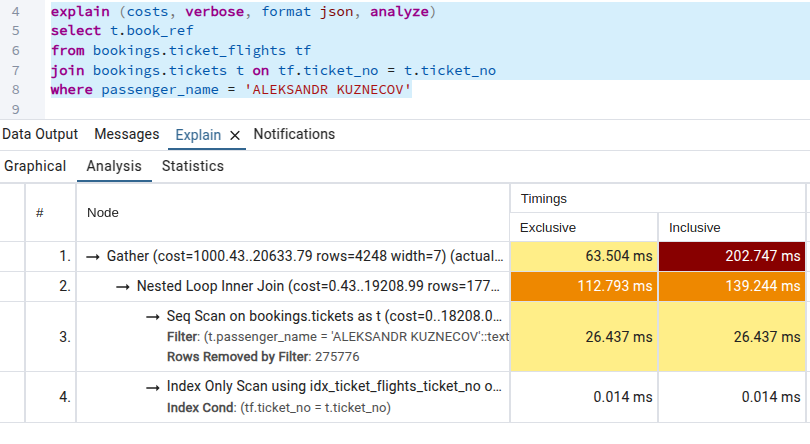 4 explain (costs, verbose, format json, analyze)
5 select t.book_ref
6 from bookings.ticket_flights tf
7 join bookings.tickets t on tf.ticket_no = t.ticket_no
8 where passenger_name = 'ALEKSANDR KUZNECOV'
9
Data Output Messages Explain × Notifications
Graphical Analysis Statistics
# Node Timings
Exclusive Inclusive
1. → Gather (cost=1000.43..20633.79 rows=4248 width=7) (actual... 63.504 ms 202.747 ms
2. → Nested Loop Inner Join (cost=0.43..19208.99 rows=177... 112.793 ms 139.244 ms
→ Seq Scan on bookings.tickets as t (cost=0..18208.0...
3. Filter: (t.passenger_name = 'ALEKSANDR KUZNECOV'::text 26.437 ms 26.437 ms
Rows Removed by Filter: 275776
→ Index Only Scan using idx_ticket_flights_ticket_no o...
4. Index Cond: (tf.ticket_no = t.ticket_no) 0.014 ms 0.014 ms